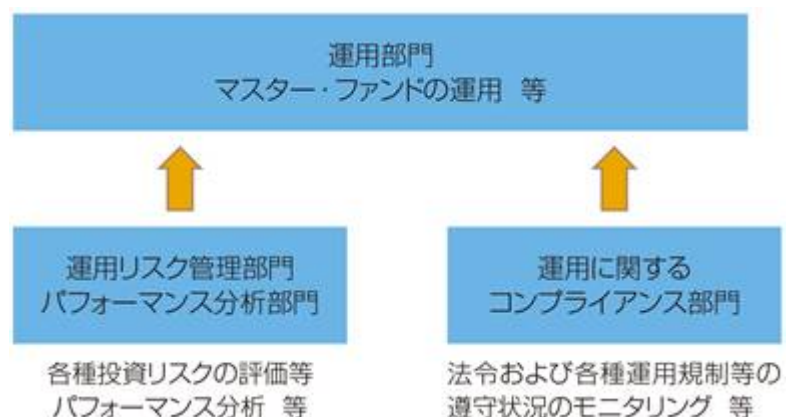 運用部門
マスター・ファンドの運用 等
運用リスク管理部門
パフォーマンス分析部門
運用に関する
コンプライアンス部門
各種投資リスクの評価等
パフォーマンス分析 等
法令および各種運用規制等の
遵守状況のモニタリング 等